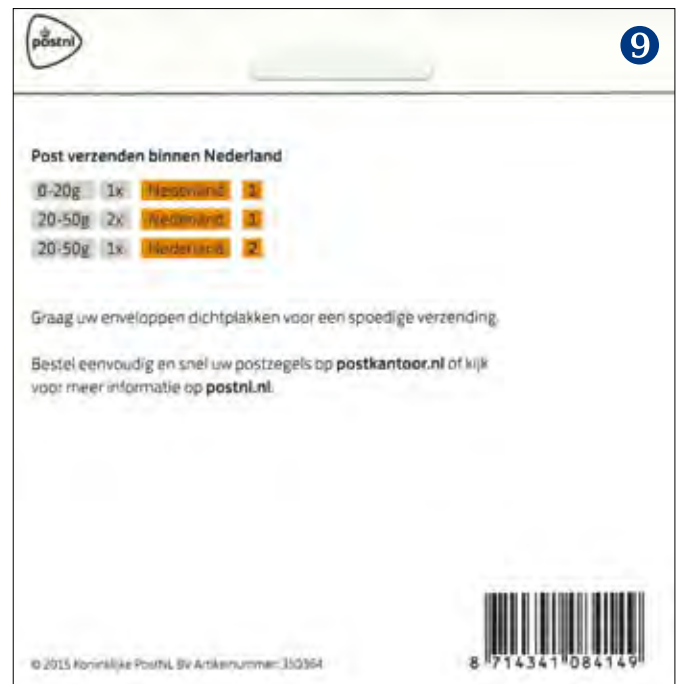 postnl
9
Post verzenden binnen Nederland
0-20g 1x Nederland 1
20-50g 2x Nederland 1
20-50g 1x Nederland 2
Graag uw enveloppen dichtplakken voor een spoedige verzending.
Bestel eenvoudig en snel uw postzegels op postkantoor.nl of kijk
voor meer informatie op postnl.nl.
© 2015 Koninklijke PostNL BV Artikelnummer: 350364
8 714341 084149